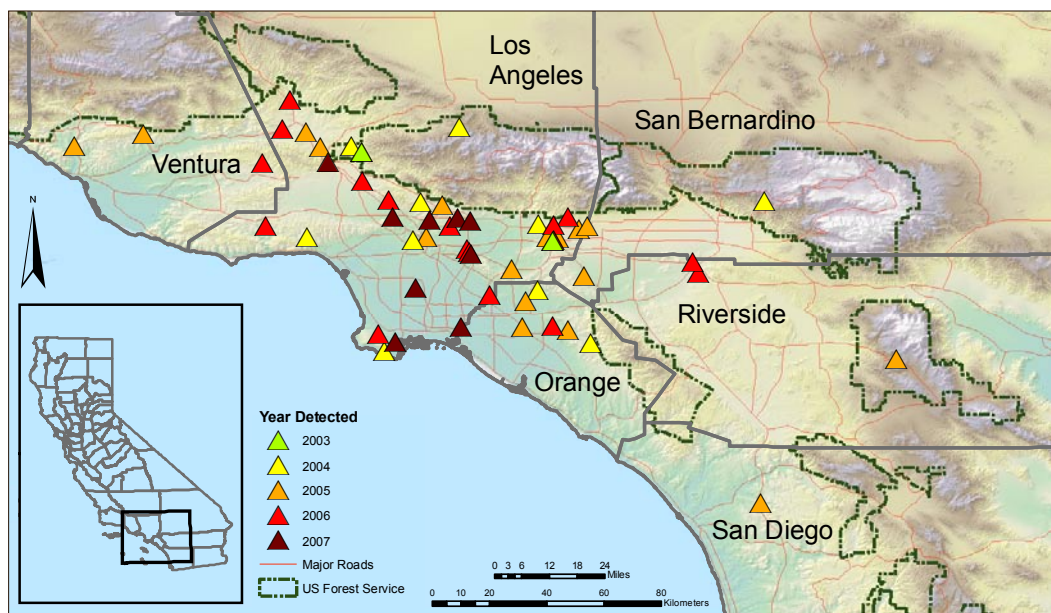 Los
Angeles
San Bernardino
Ventura
N
Riverside
Orange
San Diego
Year Detected
2003
2004
2005
2006
2007
Major Roads
US Forest Service
0 3 6 12 18 24
Miles
0 10 20 40 60 80
Kilometers